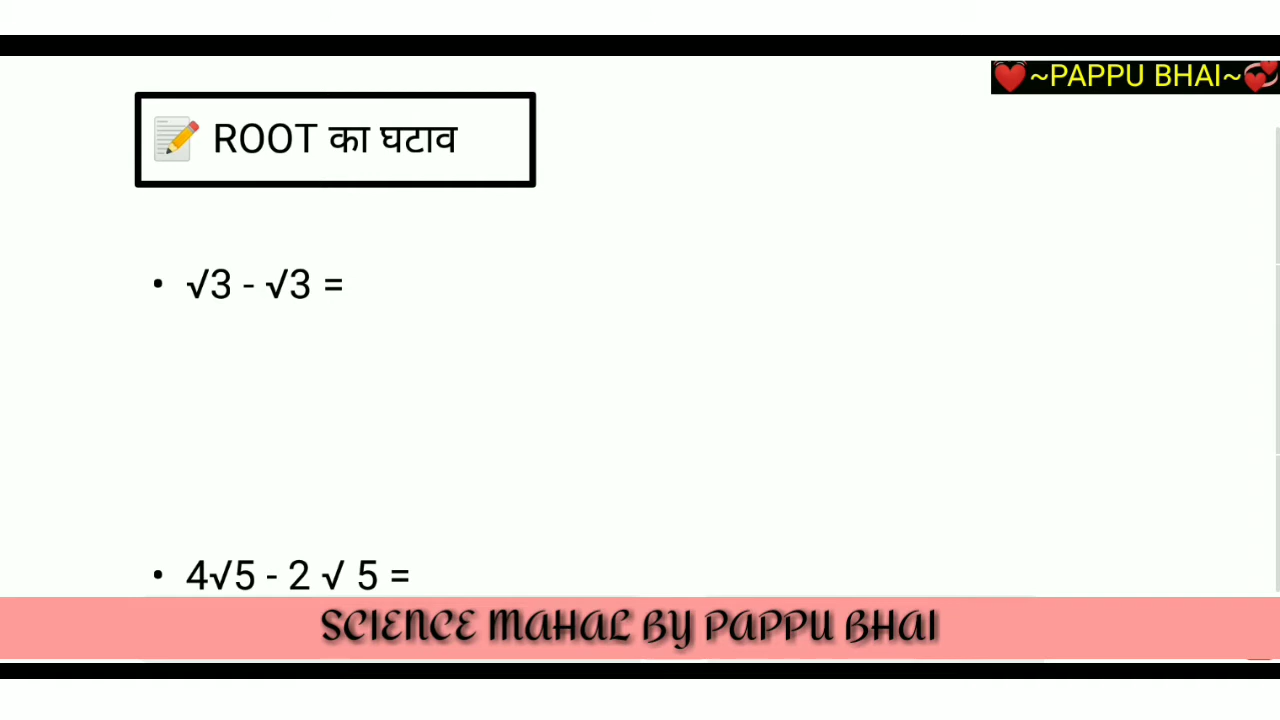 ~PAPPU BHAI~
ROOT का घटाव
• √3 - √3 =
• 4√5 - 2 √ 5 =
SCIENCE MAHAL BY PAPPU BHAI